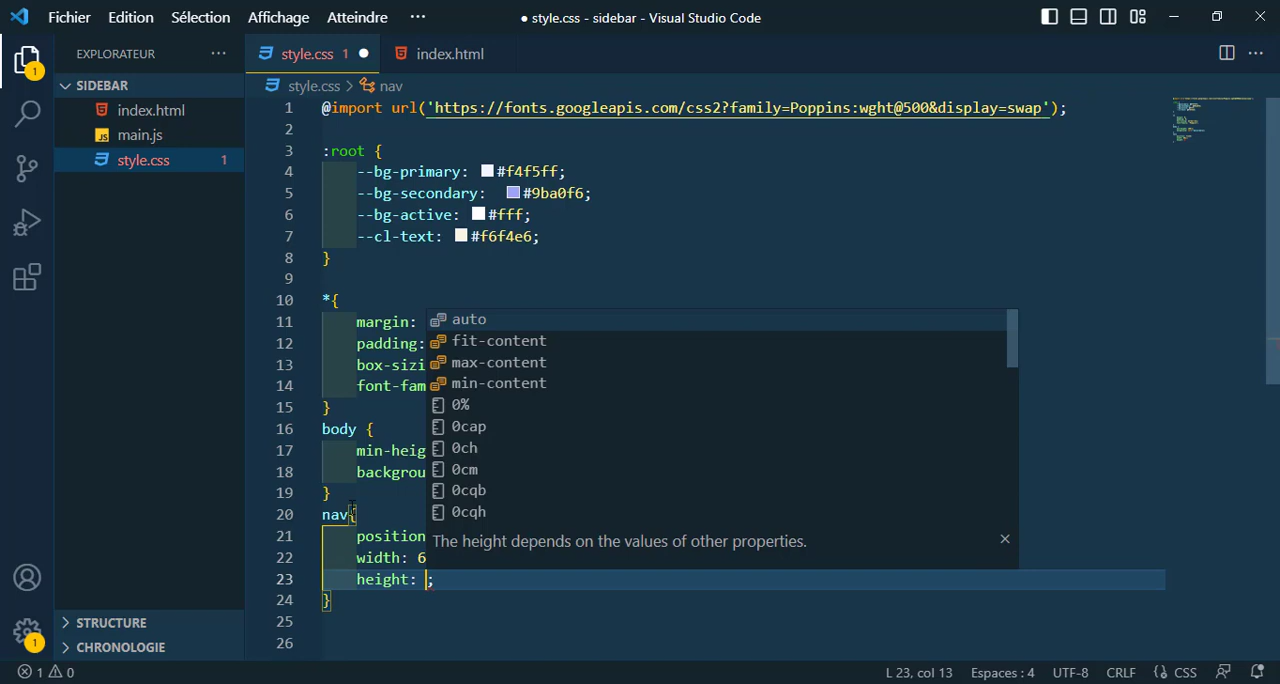 Fichier Edition Sélection Affichage Atteindre ···
● style.css - sidebar - Visual Studio Code
EXPLORATEUR ···
style.css 1 ●
index.html
style.css > nav
SIDEBAR
index.html
JS main.js
style.css 1
1 @import url('https://fonts.googleapis.com/css2?family=Poppins:wght@500&display=swap');
2
3 :root {
4 --bg-primary: #f4f5ff;
5 --bg-secondary: #9ba0f6;
6 --bg-active: #fff;
7 --cl-text: #f6f4e6;
8 }
9
10 *{
11 margin:
12 padding:
13 box-sizi
14 font-fam
15 }
16 body {
17 min-heig
18 backgrou
19 }
20 nav{
21 position
22 width: 6
23 height: ;
24 }
25
26
auto
fit-content
max-content
min-content
0%
0cap
0ch
0cm
0cqb
0cqh
The height depends on the values of other properties.
1
1
STRUCTURE
CHRONOLOGIE
1 0
L 23, col 13 Espaces : 4 UTF-8 CRLF {} CSS